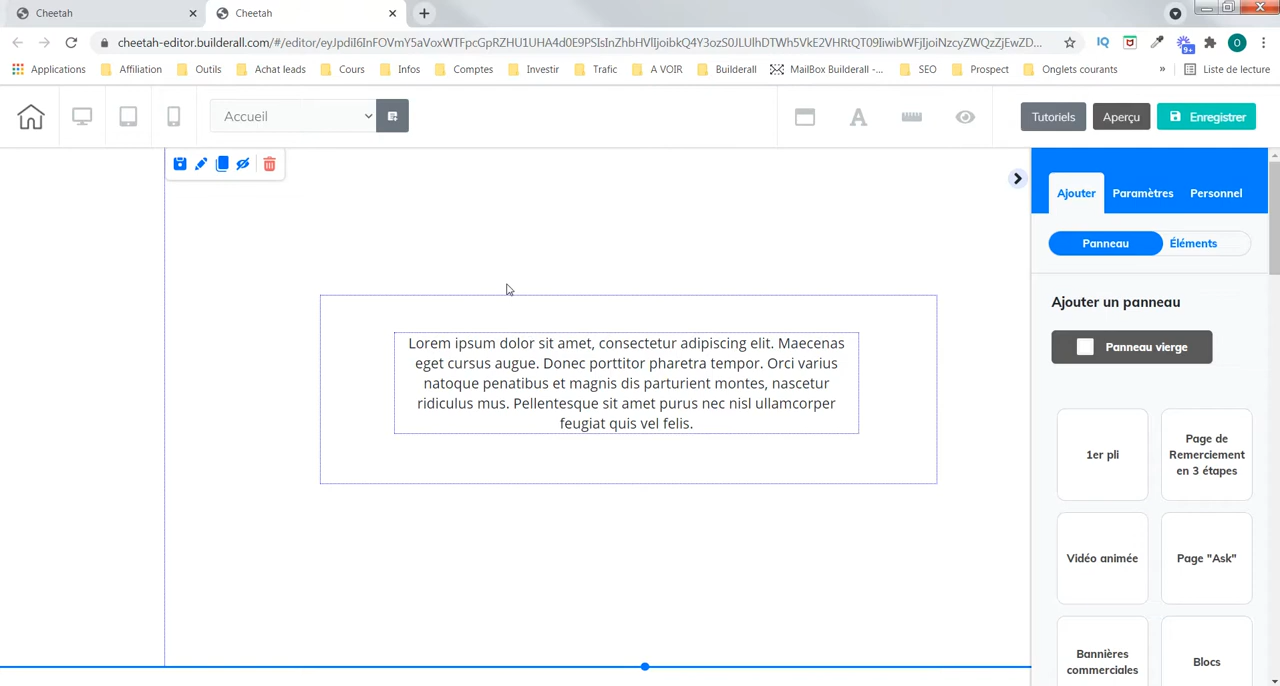 Cheetah
Cheetah
cheetah-editor.builderall.com/#/editor/
Applications
Affiliation
Outils
Achat leads
Cours
Infos
Comptes
Investir
Trafic
A VOIR
Builderall
MailBox Builderall -...
SEO
Prospect
Onglets courants
»
Liste de lecture
IQ
9+
O
Accueil
A
Tutoriels
Aperçu
Enregistrer
Ajouter
Paramètres
Personnel
Panneau
Éléments
Ajouter un panneau
Panneau vierge
1er pli
Page de
Remerciement
en 3 étapes
Vidéo animée
Page "Ask"
Bannières
commerciales
Blocs
Lorem ipsum dolor sit amet, consectetur adipiscing elit. Maecenas
eget cursus augue. Donec porttitor pharetra tempor. Orci varius
natoque penatibus et magnis dis parturient montes, nascetur
ridiculus mus. Pellentesque sit amet purus nec nisl ullamcorper
feugiat quis vel felis.